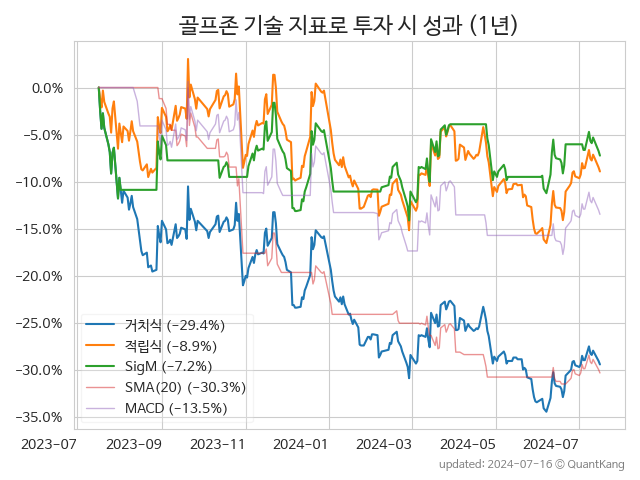 골프존 기술 지표로 투자 시 성과 (1년)
0.0%
−5.0%
−10.0%
−15.0%
−20.0%
−25.0%
−30.0%
−35.0%
거치식 (−29.4%)
적립식 (−8.9%)
SigM (−7.2%)
SMA(20) (−30.3%)
MACD (−13.5%)
2023−07 2023−09 2023−11 2024−01 2024−03 2024−05 2024−07
updated: 2024−07−16 © QuantKang